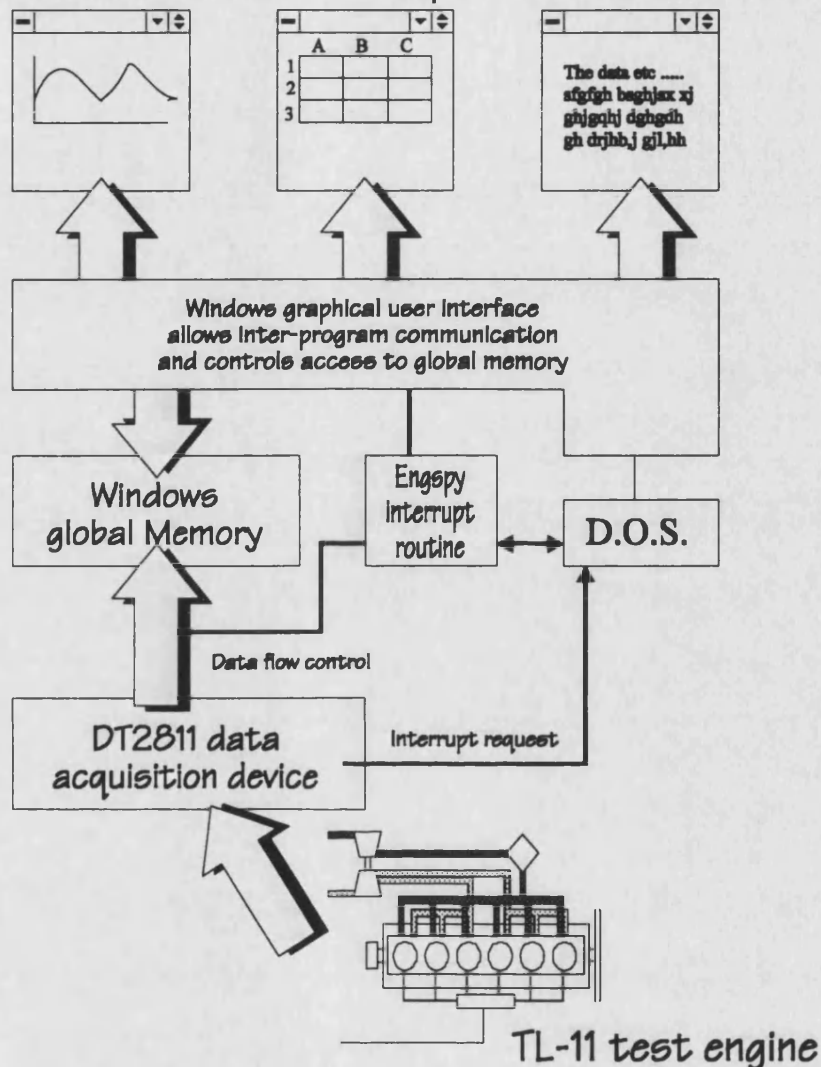 A B C
1
2
3
The data etc .....
sfgfgh bsghjsx xj
ghjgqhj dghgdh
gh drjhb,j gjl,hh
Windows graphical user interface
allows inter-program communication
and controls access to global memory
Windows
global Memory
Engspy
interrupt
routine
D.O.S.
Data flow control
DT2811 data
acquisition device
Interrupt request
TL-11 test engine